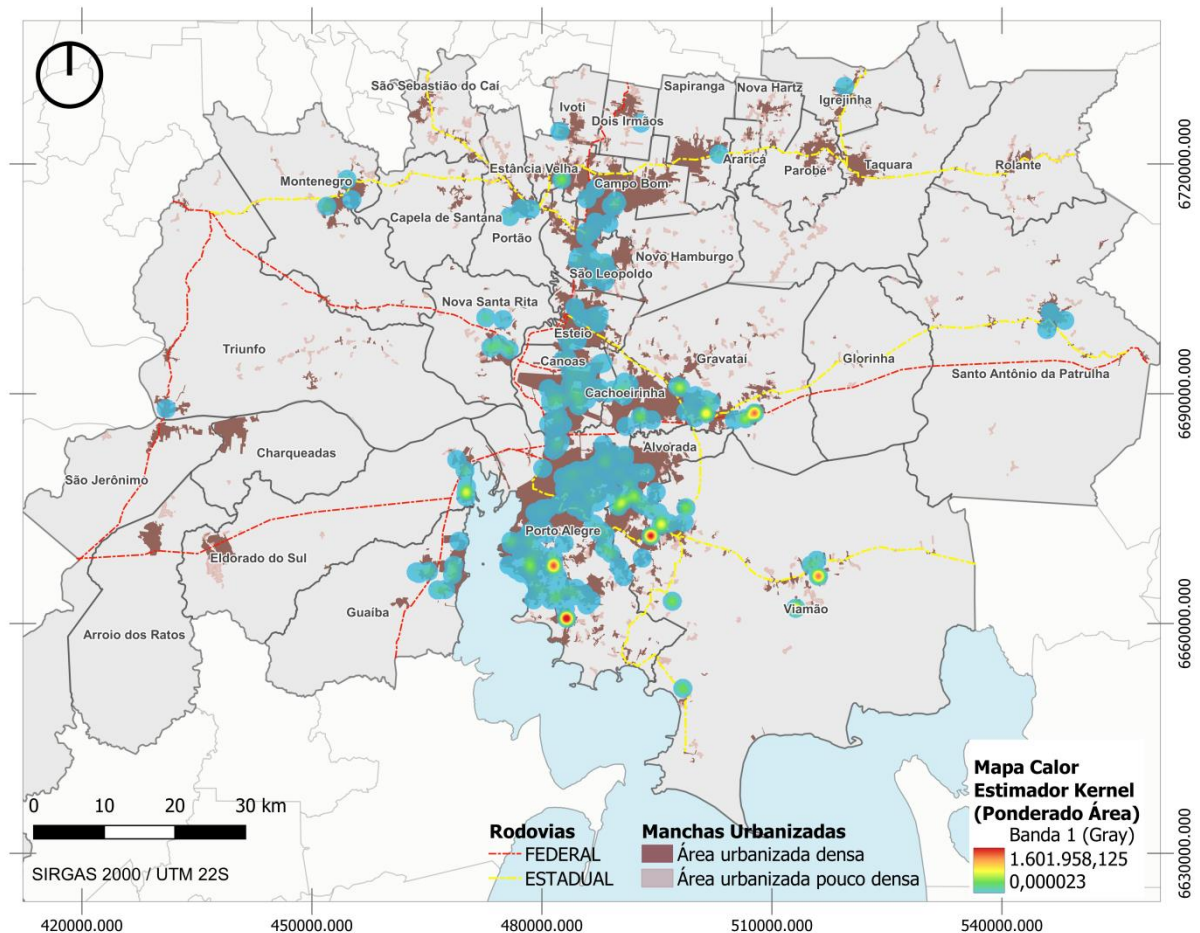 São Sebastião do Caí
Ivoti
Dois Irmãos
Sapiranga
Nova Hartz
Igrejinha
Montenegro
Estância Velha
Campo Bom
Araricá
Parobé
Taquara
Rolante
Capela de Santana
Portão
Novo Hamburgo
São Leopoldo
Nova Santa Rita
Triunfo
Esteio
Canoas
Gravataí
Glorinha
Santo Antônio da Patrulha
Cachoeirinha
Charqueadas
Alvorada
São Jerônimo
Porto Alegre
Eldorado do Sul
Guaíba
Viamão
Arroio dos Ratos
0 10 20 30 km
SIRGAS 2000 / UTM 22S
Rodovias
FEDERAL
ESTADUAL
Manchas Urbanizadas
Área urbanizada densa
Área urbanizada pouco densa
Mapa Calor
Estimador Kernel
(Ponderado Área)
Banda 1 (Gray)
1.601.958,125
0,000023
6720000.000
6690000.000
6660000.000
6630000.000
420000.000 450000.000 480000.000 510000.000 540000.000